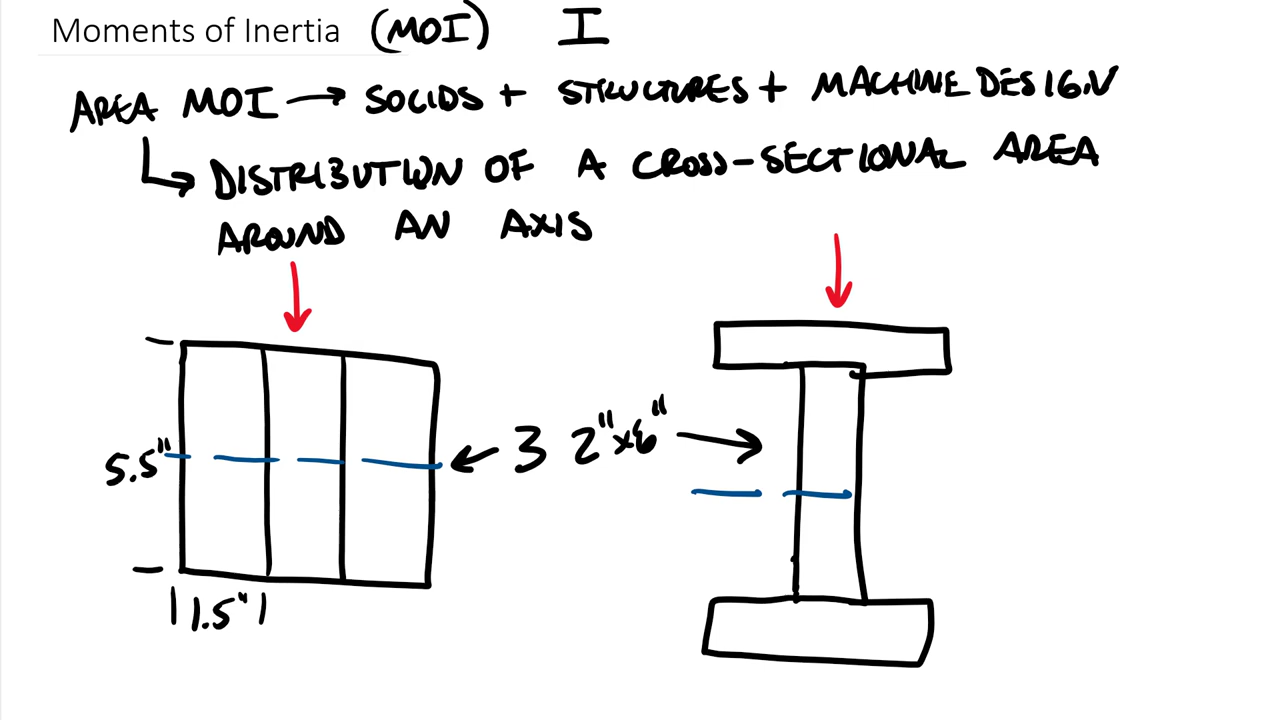 Moments of Inertia (MOI) I
AREA MOI → SOLIDS + STRUCTURES + MACHINE DESIGN
↳ DISTRIBUTION OF A CROSS-SECTIONAL AREA
AROUND AN AXIS
5.5" ← 3 2"x6" →
1.5"